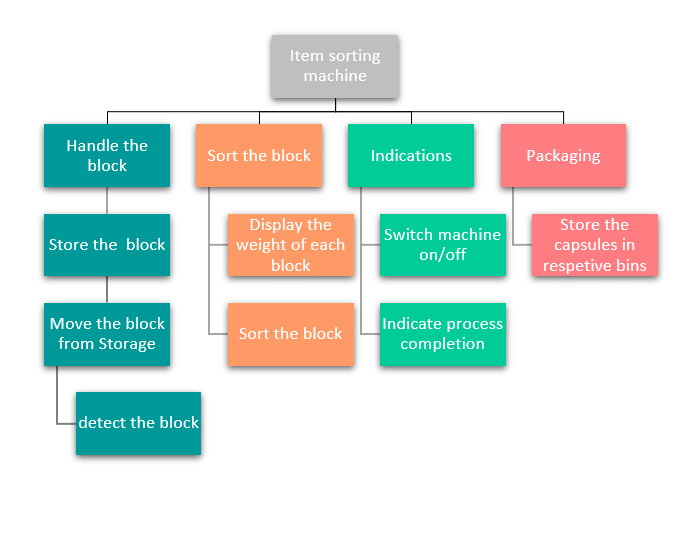 Item sorting
machine
Handle the
block
Sort the block
Indications
Packaging
Store the  block
Display the
weight of each
block
Switch machine
on/off
Store the
capsules in
respetive bins
Move the block
from Storage
Sort the block
Indicate process
completion
detect the block